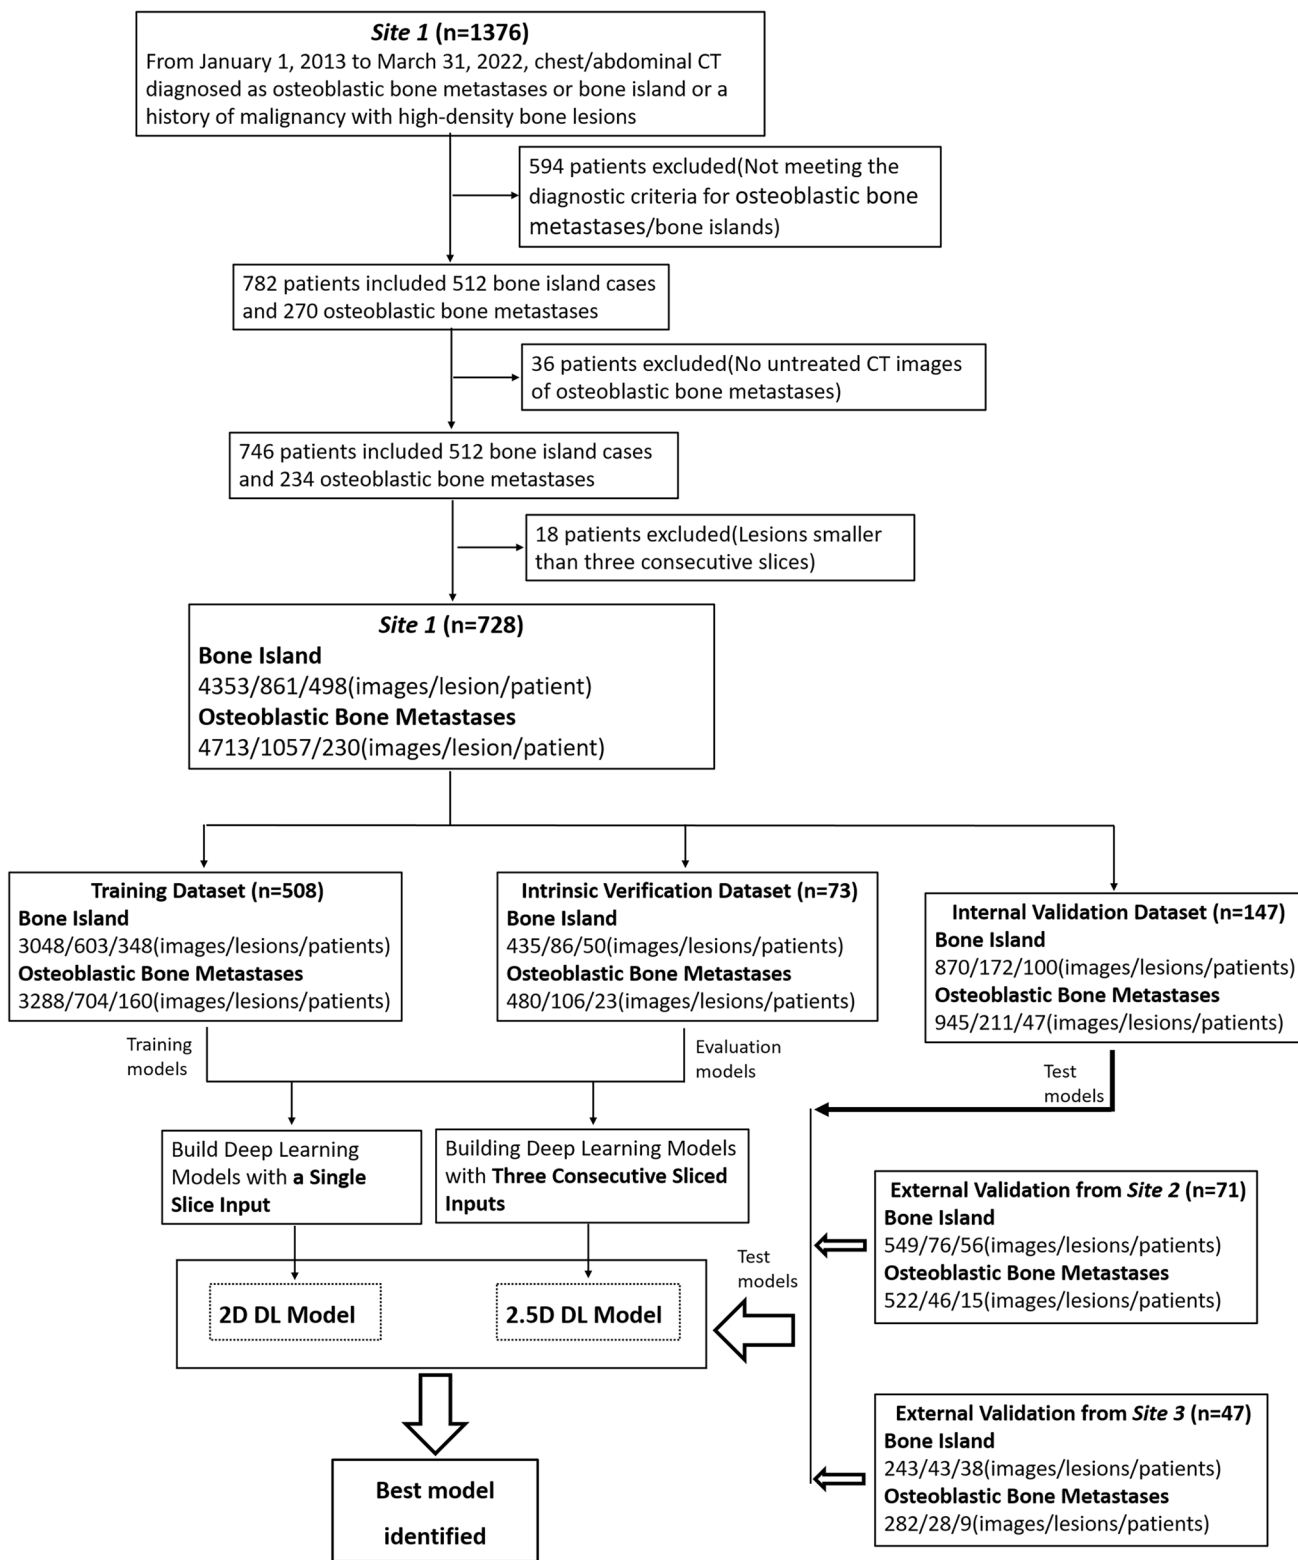 Site 1 (n=1376)
From January 1, 2013 to March 31, 2022, chest/abdominal CT
diagnosed as osteoblastic bone metastases or bone island or a
history of malignancy with high-density bone lesions
594 patients excluded(Not meeting the
diagnostic criteria for osteoblastic bone
metastases/bone islands)
782 patients included 512 bone island cases
and 270 osteoblastic bone metastases
36 patients excluded(No untreated CT images
of osteoblastic bone metastases)
746 patients included 512 bone island cases
and 234 osteoblastic bone metastases
18 patients excluded(Lesions smaller
than three consecutive slices)
Site 1 (n=728)
Bone Island
4353/861/498(images/lesion/patient)
Osteoblastic Bone Metastases
4713/1057/230(images/lesion/patient)
Training Dataset (n=508)
Bone Island
3048/603/348(images/lesions/patients)
Osteoblastic Bone Metastases
3288/704/160(images/lesions/patients)
Intrinsic Verification Dataset (n=73)
Bone Island
435/86/50(images/lesions/patients)
Osteoblastic Bone Metastases
480/106/23(images/lesions/patients)
Internal Validation Dataset (n=147)
Bone Island
870/172/100(images/lesions/patients)
Osteoblastic Bone Metastases
945/211/47(images/lesions/patients)
Training
models
Evaluation
models
Test
models
Build Deep Learning
Models with a Single
Slice Input
Building Deep Learning Models
with Three Consecutive Sliced
Inputs
External Validation from Site 2 (n=71)
Bone Island
549/76/56(images/lesions/patients)
Osteoblastic Bone Metastases
522/46/15(images/lesions/patients)
Test
models
2D DL Model
2.5D DL Model
External Validation from Site 3 (n=47)
Bone Island
243/43/38(images/lesions/patients)
Osteoblastic Bone Metastases
282/28/9(images/lesions/patients)
Best model
identified